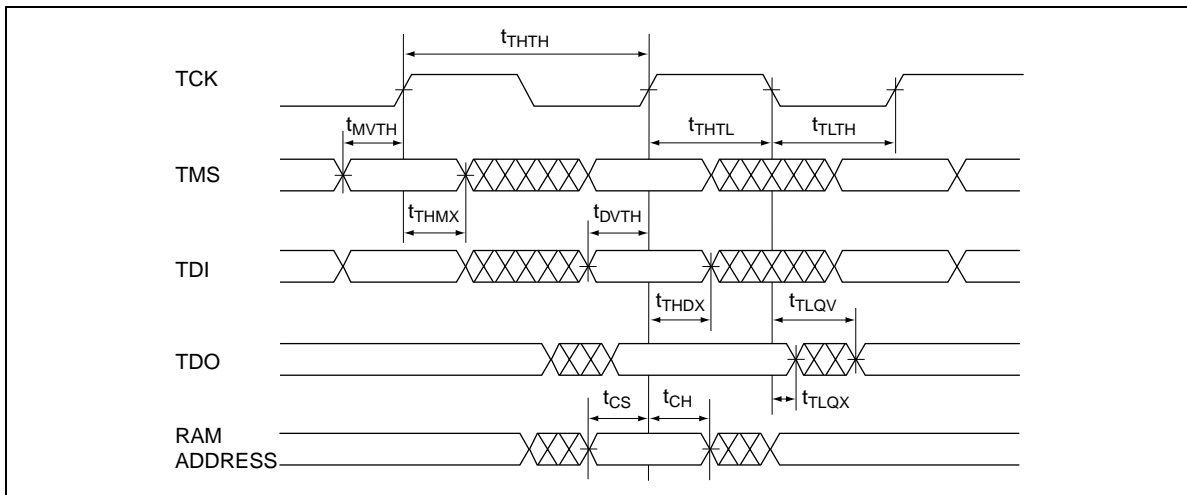 tTHTH
TCK
tMVTH
tTHTL
tTLTH
TMS
tTHMX
tDVTH
TDI
tTHDX
tTLQV
TDO
tCS
tCH
tTLQX
RAM
ADDRESS